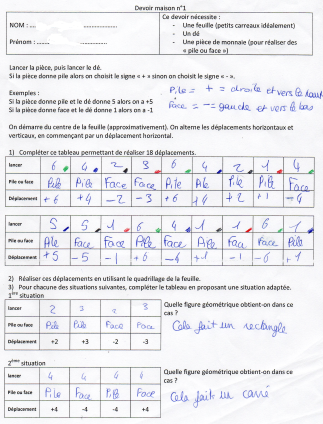 Devoir maison n°1
NOM : .... ..........
Prénom : .........
Ce devoir nécessite :
- Une feuille (petits carreaux idéalement)
- Un dé
- Une pièce de monnaie (pour réaliser des « pile ou face »)
Lancer la pièce, puis lancer le dé.
Si la pièce donne pile alors on choisit le signe « + » sinon on choisit le signe « - ».
Exemples :
Si la pièce donne pile et le dé donne 5 alors on a +5
Si la pièce donne face et le dé donne 1 alors on a -1
Pile = + = droite et vers le haut
Face = - = gauche et vers le bas
On démarre du centre de la feuille (approximativement). On alterne les déplacements horizontaux et
verticaux, en commençant par un déplacement horizontal.
1) Compléter ce tableau permettant de réaliser 18 déplacements.
lancer 6 4 2 3 6 4 2 1 4
Pile ou face Pile Pile Face Face Pile Pile Pile Pile Face
Déplacement +6 +4 -2 -3 +6 +4 +2 +1 -4
lancer 5 5 1 6 4 1 1 6 1
Pile ou face Pile Face Face Pile Face Pile Face Face Pile
Déplacement +5 -5 -1 +6 -4 +1 -1 -6 +1
2) Réaliser ces déplacements en utilisant le quadrillage de la feuille.
3) Pour chacune des situations suivantes, compléter le tableau en proposant une situation adaptée.
1ère situation
lancer 2 3 2 3
Pile ou face Pile Pile Face Face
Déplacement +2 +3 -2 -3
Quelle figure géométrique obtient-on dans ce
cas ?
Cela fait un rectangle
2ème situation
lancer 4 4 4 4
Pile ou face Pile Face Pile Face
Déplacement +4 -4 -4 +4
Quelle figure géométrique obtient-on dans ce
cas ?
Cela fait un carré